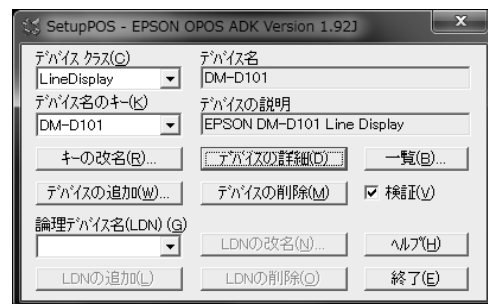 SetupPOS - EPSON OPOS ADK Version 1.92J
x
ﾃﾞﾊﾞｲｽ ｸﾗｽ(C)
ﾃﾞﾊﾞｲｽ名
LineDisplay
DM-D101
ﾃﾞﾊﾞｲｽ名のｷｰ(K)
ﾃﾞﾊﾞｲｽの説明
DM-D101
EPSON DM-D101 Line Display
ｷｰの改名(R)...
ﾃﾞﾊﾞｲｽの詳細(D)
一覧(B)...
ﾃﾞﾊﾞｲｽの追加(W)...
ﾃﾞﾊﾞｲｽの削除(M)
検証(V)
論理ﾃﾞﾊﾞｲｽ名(LDN) (G)
LDNの改名(N)...
ﾍﾙﾌﾟ(H)
LDNの追加(L)
LDNの削除(O)
終了(E)